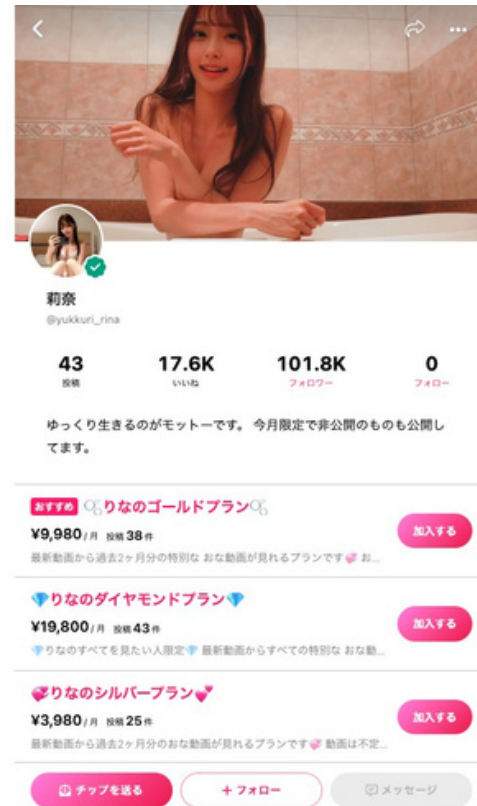 莉奈
@yukkuri_rina
43 17.6K 101.8K 0
投稿 いいね フォロワー フォロー
ゆっくり生きるのがモットーです。 今月限定で非公開のものも公開し
てます。
おすすめ 🫧りなのゴールドプラン🫧
¥9,980/月 投稿 38 件
加入する
最新動画から過去2ヶ月分の特別な おな動画が見れるプランです💞 お...
💎りなのダイヤモンドプラン💎
¥19,800/月 投稿 43 件
加入する
💎りなのすべてを見たい人限定💎 最新動画からすべての特別な おな動...
💞りなのシルバープラン💕
¥3,980/月 投稿 25 件
加入する
最新動画から過去2ヶ月分のおな動画が見れるプランです💞 動画は不定...
チップを送る +フォロー メッセージ